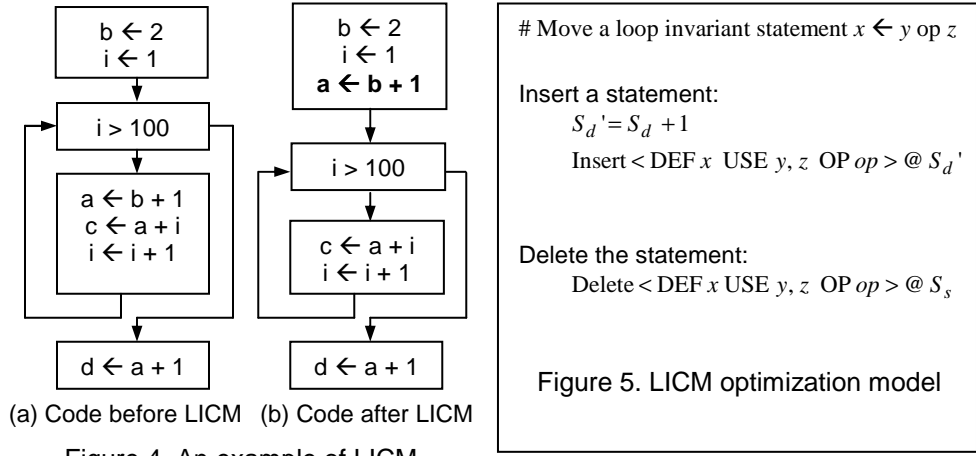 b ← 2
i ← 1
i > 100
a ← b + 1
c ← a + i
i ← i + 1
d ← a + 1
(a) Code before LICM
b ← 2
i ← 1
a ← b + 1
i > 100
c ← a + i
i ← i + 1
d ← a + 1
(b) Code after LICM
Figure 4. An example of LICM
# Move a loop invariant statement x ← y op z
Insert a statement:
S_d '= S_d +1
Insert < DEF x USE y, z OP op > @ S_d '
Delete the statement:
Delete < DEF x USE y, z OP op > @ S_s
Figure 5. LICM optimization model